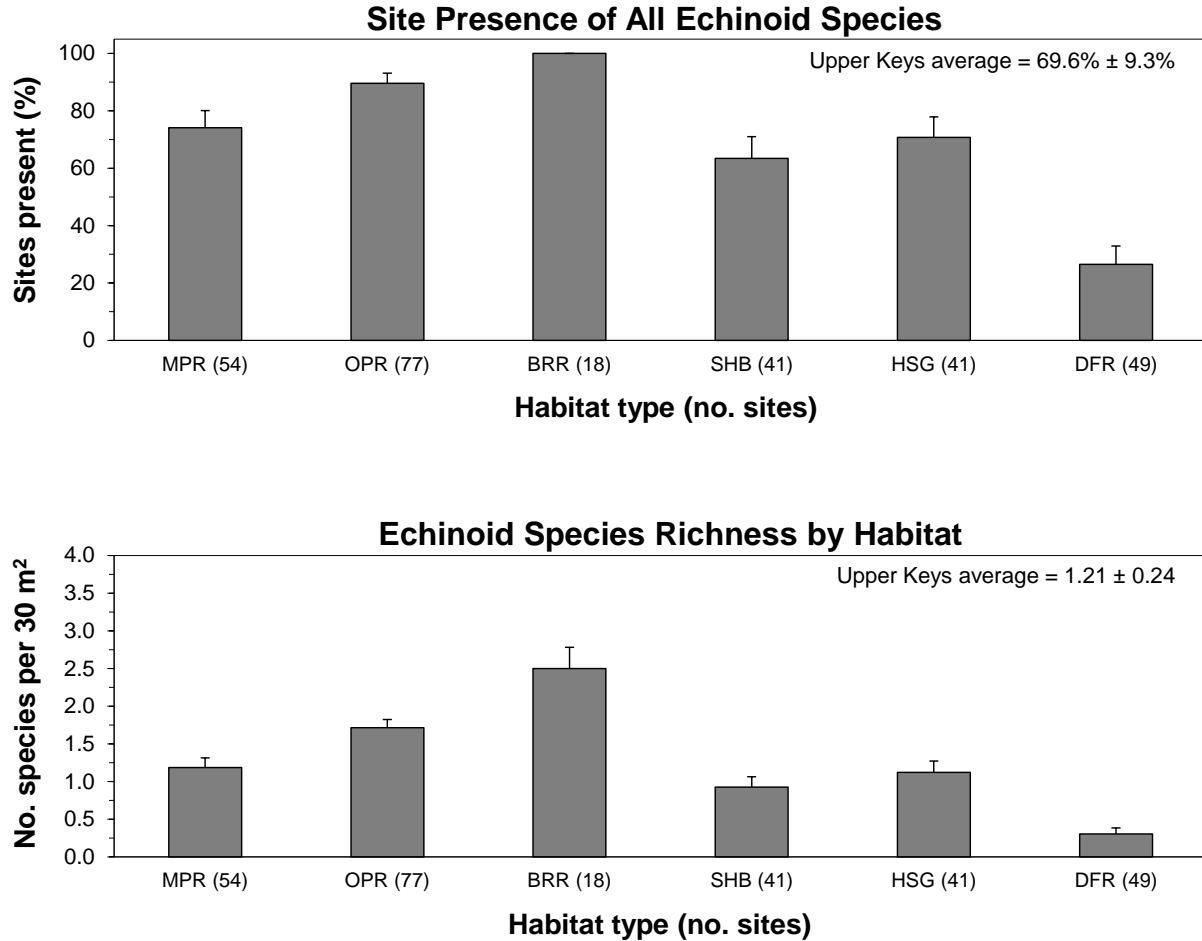 Site Presence of All Echinoid Species
Upper Keys average = 69.6% ± 9.3%
Sites present (%)
100
80
60
40
20
0
MPR (54) OPR (77) BRR (18) SHB (41) HSG (41) DFR (49)
Habitat type (no. sites)
Echinoid Species Richness by Habitat
Upper Keys average = 1.21 ± 0.24
No. species per 30 m²
4.0
3.5
3.0
2.5
2.0
1.5
1.0
0.5
0.0
MPR (54) OPR (77) BRR (18) SHB (41) HSG (41) DFR (49)
Habitat type (no. sites)